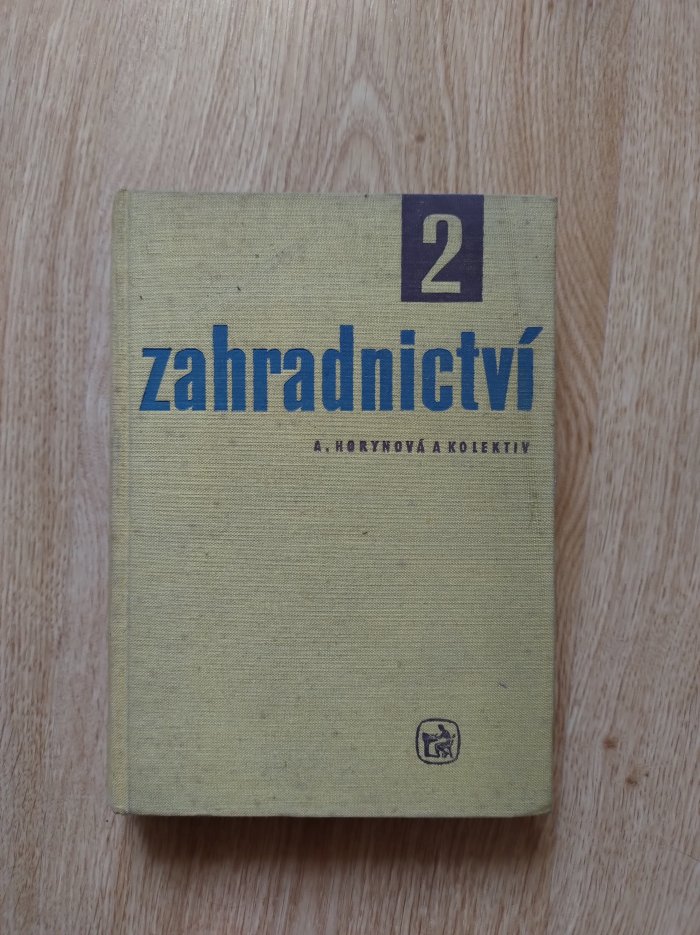 2
zahradnictví
A. HORYNOVÁ A KOLEKTIV